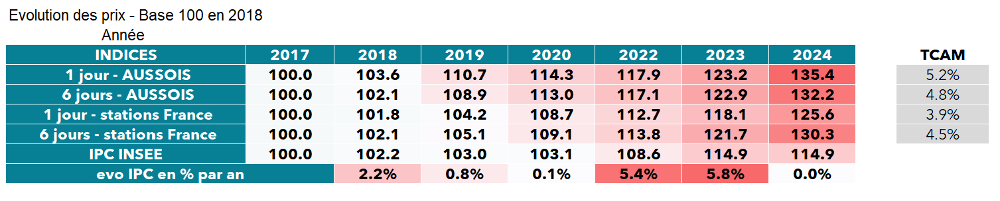 Evolution des prix - Base 100 en 2018
Année
INDICES 2017 2018 2019 2020 2022 2023 2024 TCAM
1 jour - AUSSOIS 100.0 103.6 110.7 114.3 117.9 123.2 135.4 5.2%
6 jours - AUSSOIS 100.0 102.1 108.9 113.0 117.1 122.9 132.2 4.8%
1 jour - stations France 100.0 101.8 104.2 108.7 112.7 118.1 125.6 3.9%
6 jours - stations France 100.0 102.1 105.1 109.1 113.8 121.7 130.3 4.5%
IPC INSEE 100.0 102.2 103.0 103.1 108.6 114.9 114.9
evo IPC en % par an 2.2% 0.8% 0.1% 5.4% 5.8% 0.0%